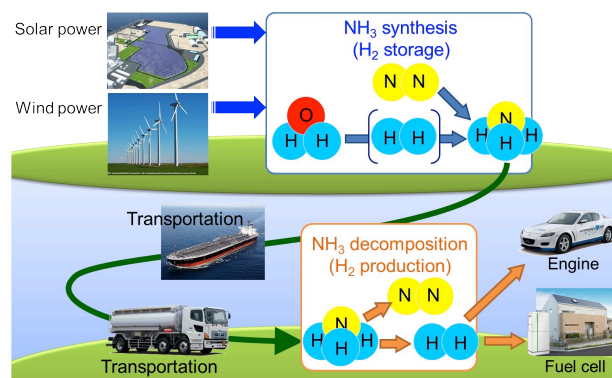 Solar power
Wind power
NH3 synthesis
(H2 storage)
N N
O
H H
H H
N
H H H
Transportation
NH3 decomposition
(H2 production)
N N
N
H H H
H H
Engine
Transportation
Fuel cell